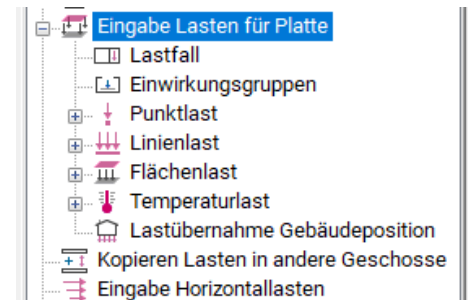 Eingabe Lasten für Platte
Lastfall
Einwirkungsgruppen
Punktlast
Linienlast
Flächenlast
Temperaturlast
Lastübernahme Gebäudeposition
Kopieren Lasten in andere Geschosse
Eingabe Horizontallasten